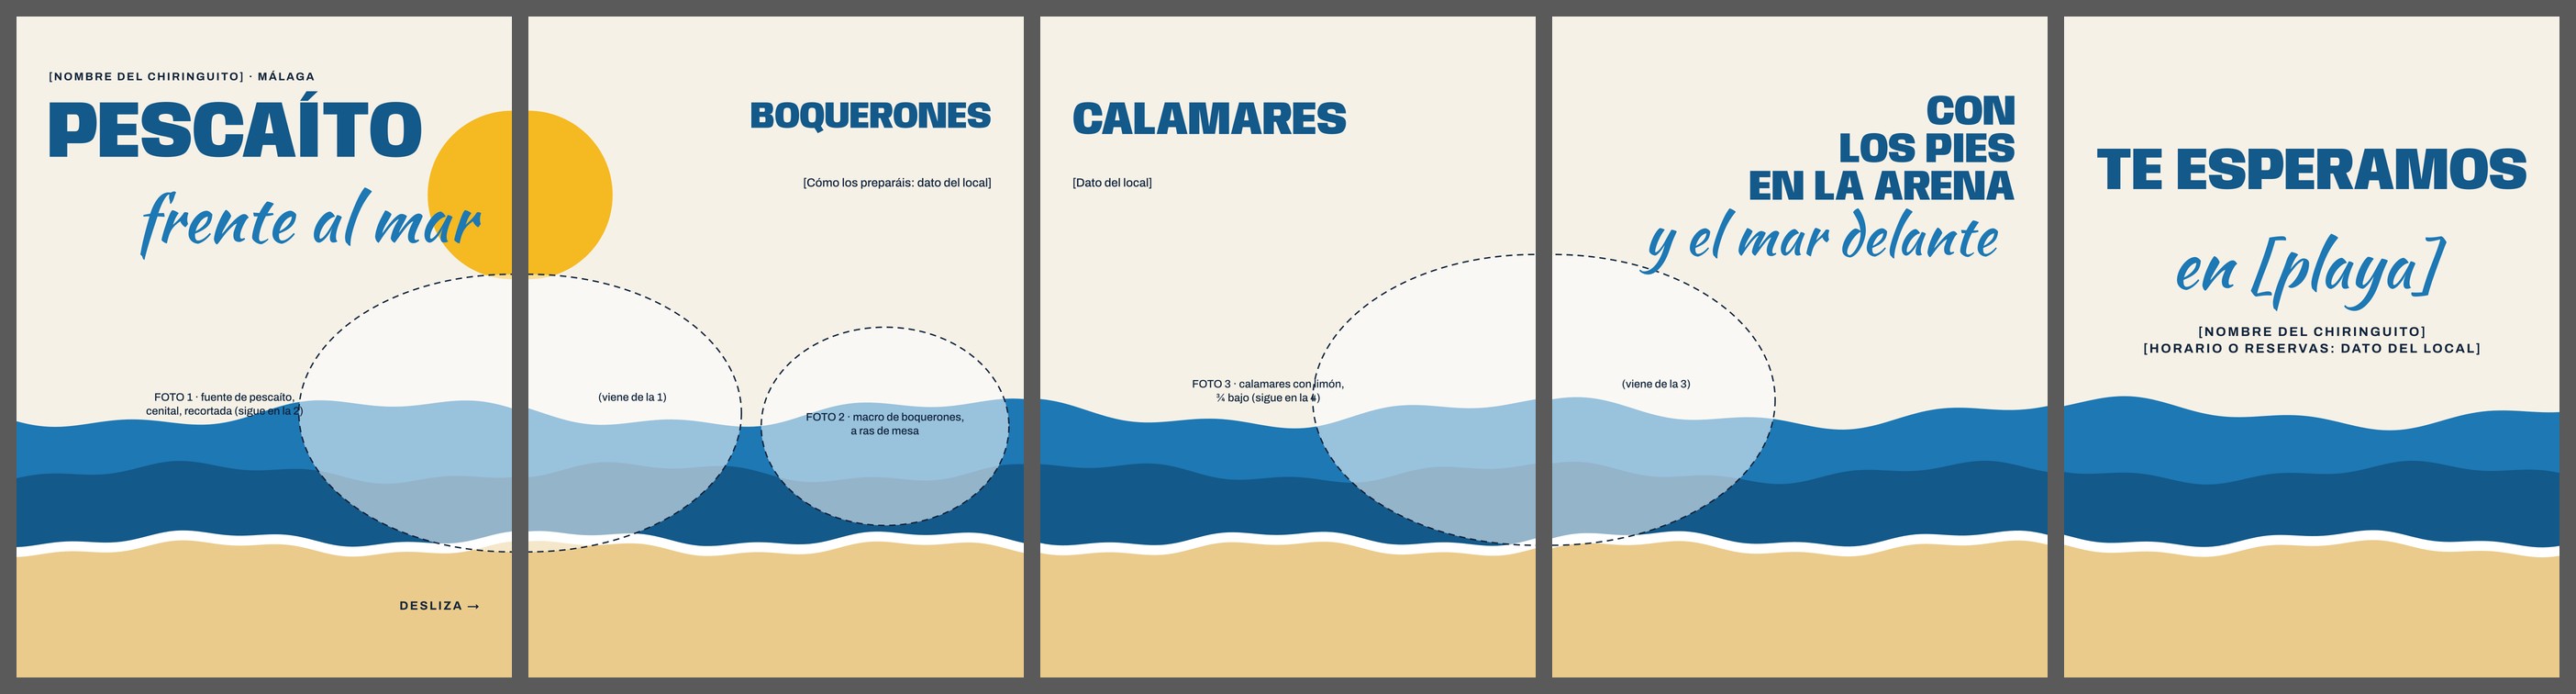 [NOMBRE DEL CHIRINGUITO] · MÁLAGA
PESCAÍTO
frente al mar
FOTO 1 · fuente de pescaíto,
cenital, recortada (sigue en la 2)
DESLIZA →
BOQUERONES
[Cómo los preparáis: dato del local]
(viene de la 1)
FOTO 2 · macro de boquerones,
a ras de mesa
CALAMARES
[Dato del local]
FOTO 3 · calamares con limón,
¾ bajo (sigue en la 4)
CON
LOS PIES
EN LA ARENA
y el mar delante
(viene de la 3)
TE ESPERAMOS
en [playa]
[NOMBRE DEL CHIRINGUITO]
[HORARIO O RESERVAS: DATO DEL LOCAL]